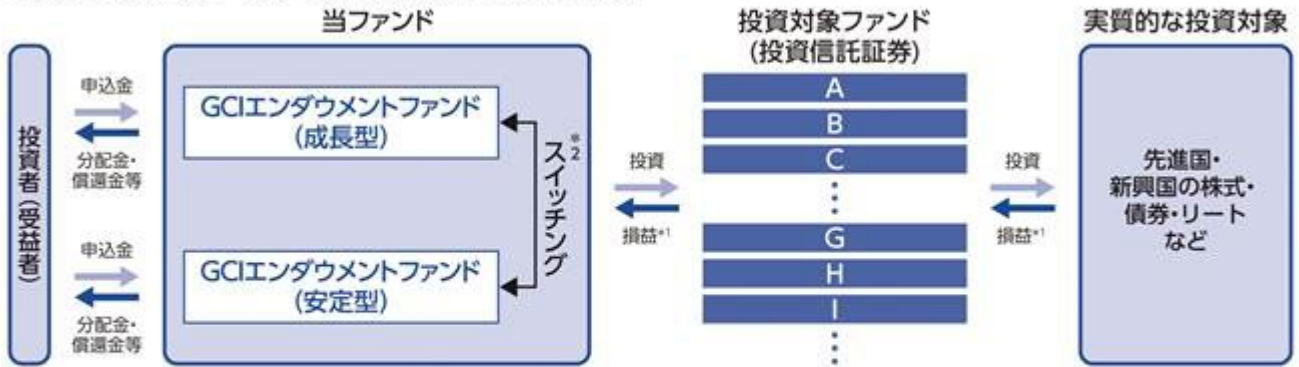 当ファンド
投資対象ファンド
(投資信託証券)
実質的な投資対象
投資者(受益者)
申込金
分配金・
償還金等
申込金
分配金・
償還金等
GCIエンダウメントファンド
(成長型)
GCIエンダウメントファンド
(安定型)
スイッチング※2
投資
損益*1
A
B
C
G
H
I
投資
損益*1
先進国・
新興国の株式・
債券・リート
など